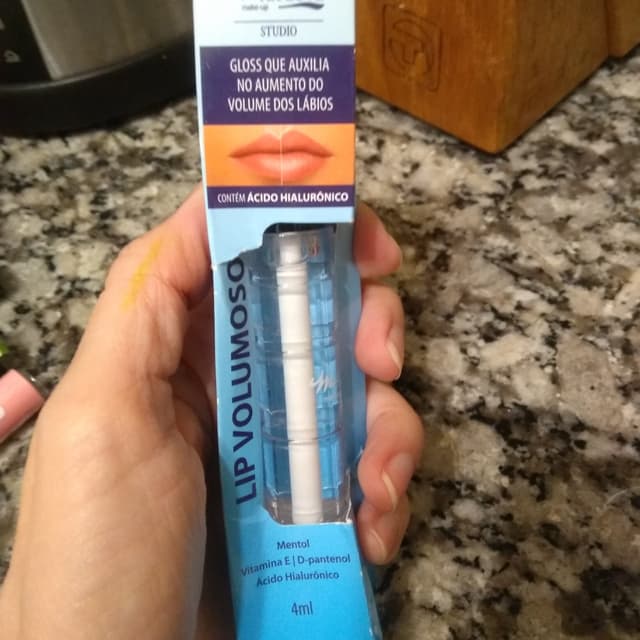 make-up
STUDIO
GLOSS QUE AUXILIA
NO AUMENTO DO
VOLUME DOS LÁBIOS
CONTÉM ÁCIDO HIALURÔNICO
LIP VOLUMOSO
Mentol
Vitamina E | D-pantenol
Ácido Hialurônico
4ml